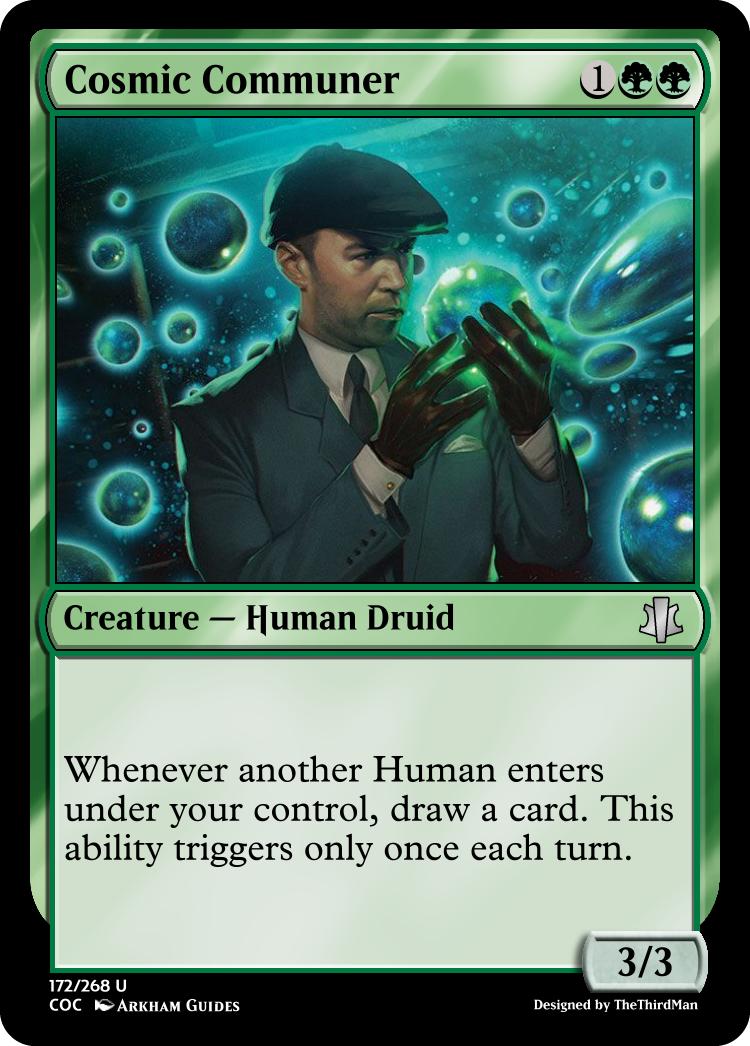 Cosmic Communer 1
Creature — Human Druid
Whenever another Human enters
under your control, draw a card. This
ability triggers only once each turn.
3/3
172/268 U
COC Arkham Guides Designed by TheThirdMan